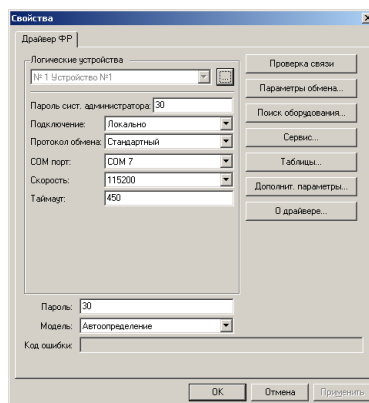 Свойства
Драйвер ФР
Логические устройства
№ 1 Устройство №1
...
Пароль сист. администратора: 30
Подключение: Локально
Протокол обмена: Стандартный
COM порт: COM 7
Скорость: 115200
Таймаут: 450
Проверка связи
Параметры обмена...
Поиск оборудования...
Сервис...
Таблицы...
Дополнит. параметры...
О драйвере...
Пароль: 30
Модель: Автоопределение
Код ошибки:
OK
Отмена
Применить